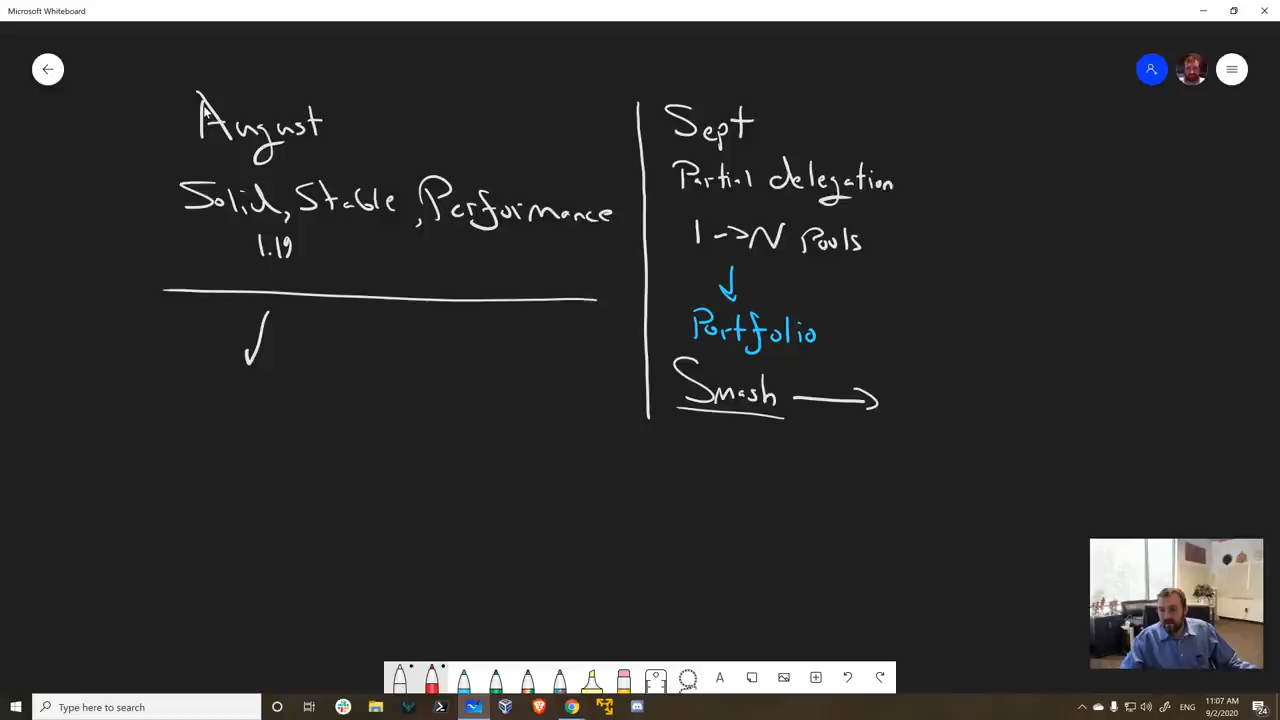 Microsoft Whiteboard
August
Solid, Stable, Performance
1.19
Sept
Partial delegation
1 -> N Pools
Portfolio
Smash
A
Type here to search
ENG
11:07 AM
9/2/2020
24